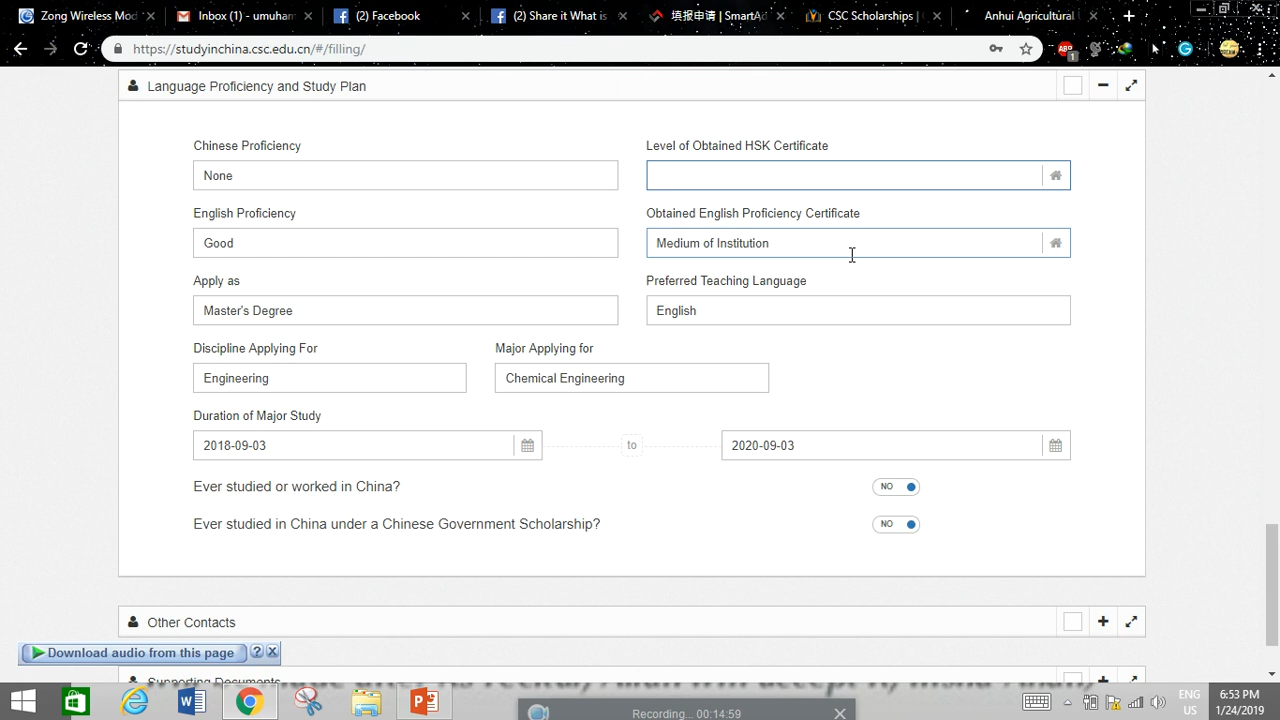 Zong Wireless Mod
Inbox (1) - umuham
(2) Facebook
(2) Share it What is
填报申请 | SmartAd
CSC Scholarships |
Anhui Agricultural
https://studyinchina.csc.edu.cn/#/filling/
ABP
1
Language Proficiency and Study Plan
Chinese Proficiency
Level of Obtained HSK Certificate
None
English Proficiency
Obtained English Proficiency Certificate
Good
Medium of Institution
Apply as
Preferred Teaching Language
Master's Degree
English
Discipline Applying For
Major Applying for
Engineering
Chemical Engineering
Duration of Major Study
2018-09-03
to
2020-09-03
Ever studied or worked in China?
NO
Ever studied in China under a Chinese Government Scholarship?
NO
Other Contacts
Download audio from this page
Supporting Documents
ENG
US
6:53 PM
1/24/2019
Recording... 00:14:59